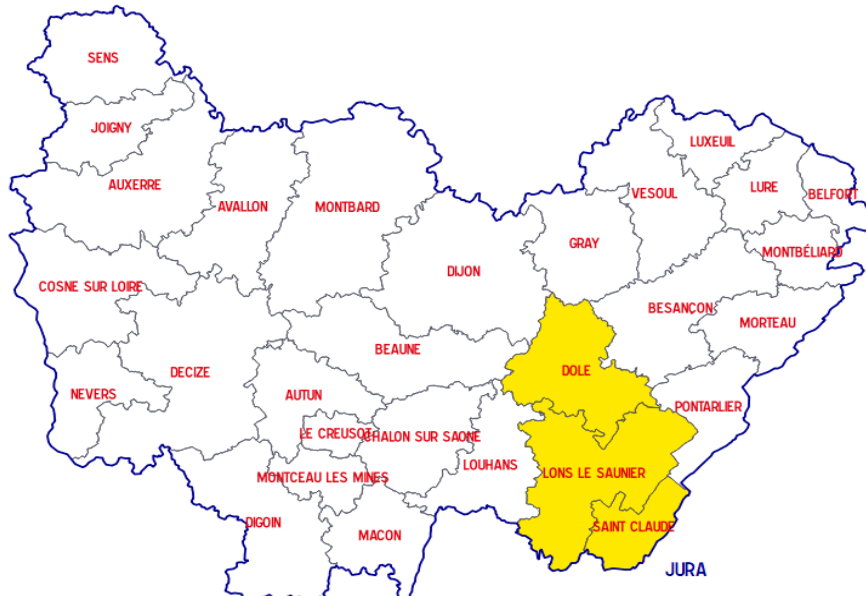 SENS
JOIGNY
LUXEUIL
AUXERRE
LURE
BELFORT
VESOUL
AVALLON
MONTBARD
GRAY
MONTBÉLIARD
DIJON
COSNE SUR LOIRE
BESANÇON
MORTEAU
BEAUNE
DECIZE
DOLE
NEVERS
AUTUN
PONTARLIER
LE CREUSOT
CHALON SUR SAONE
LOUHANS
LONS LE SAUNIER
MONTCEAU LES MINES
DIGOIN
SAINT CLAUDE
MACON
JURA